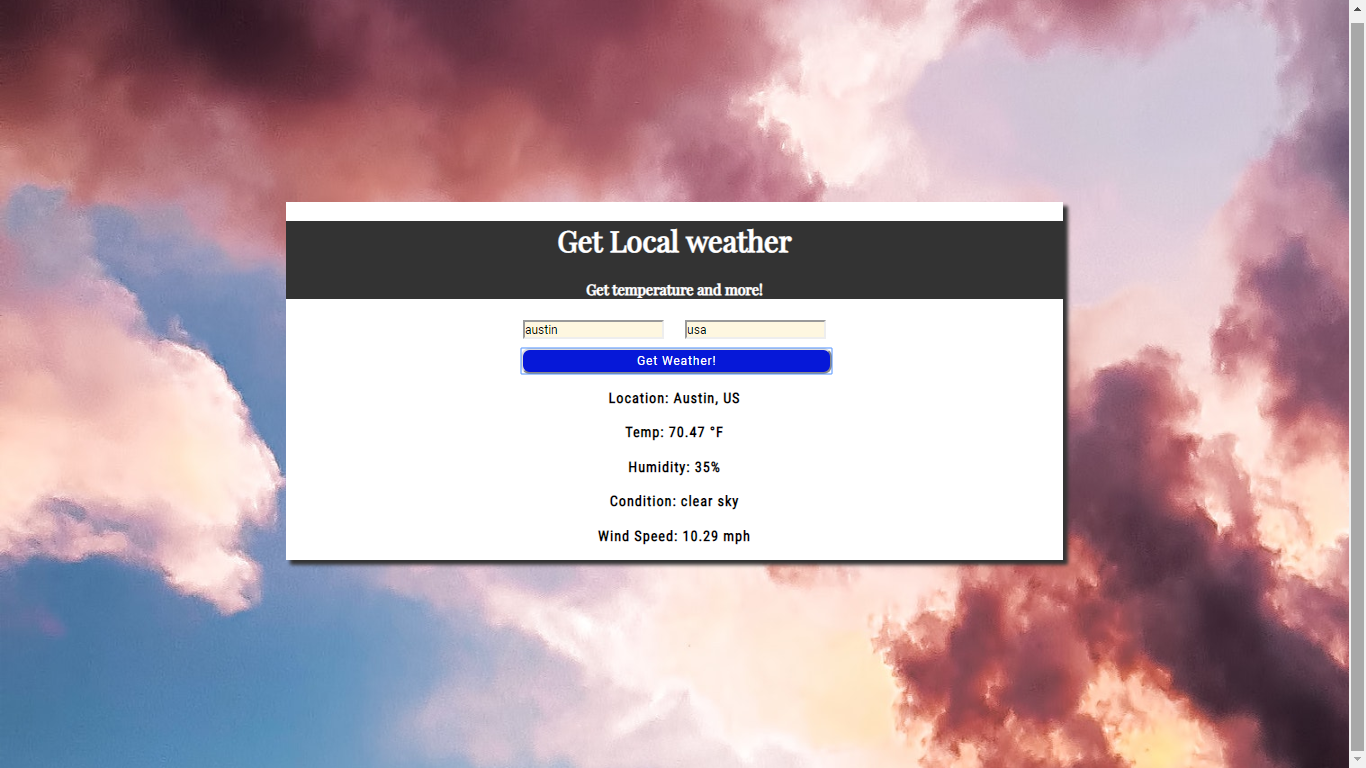 Get Local weather
Get temperature and more!
austin usa
Get Weather!
Location: Austin, US
Temp: 70.47 °F
Humidity: 35%
Condition: clear sky
Wind Speed: 10.29 mph